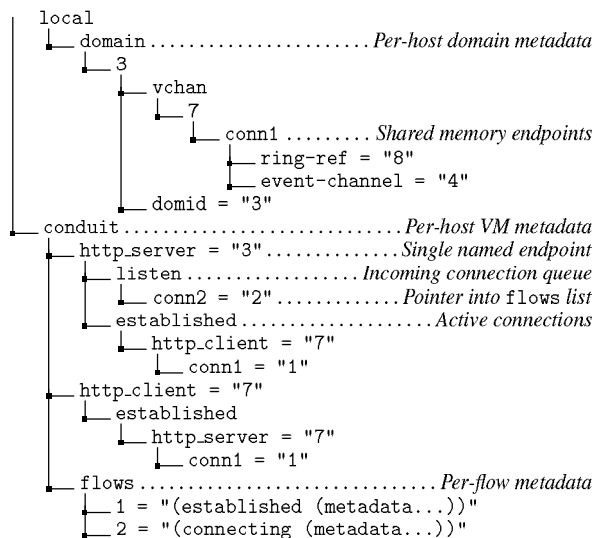 local
domain ........................ Per-host domain metadata
3
vchan
7
conn1 ......... Shared memory endpoints
ring-ref = "8"
event-channel = "4"
domid = "3"
conduit ............................... Per-host VM metadata
http_server = "3" ............... Single named endpoint
listen .................... Incoming connection queue
conn2 = "2" ............. Pointer into flows list
established ...................... Active connections
http_client = "7"
conn1 = "1"
http_client = "7"
established
http_server = "7"
conn1 = "1"
flows ................................. Per-flow metadata
1 = "(established (metadata...))"
2 = "(connecting (metadata...))"